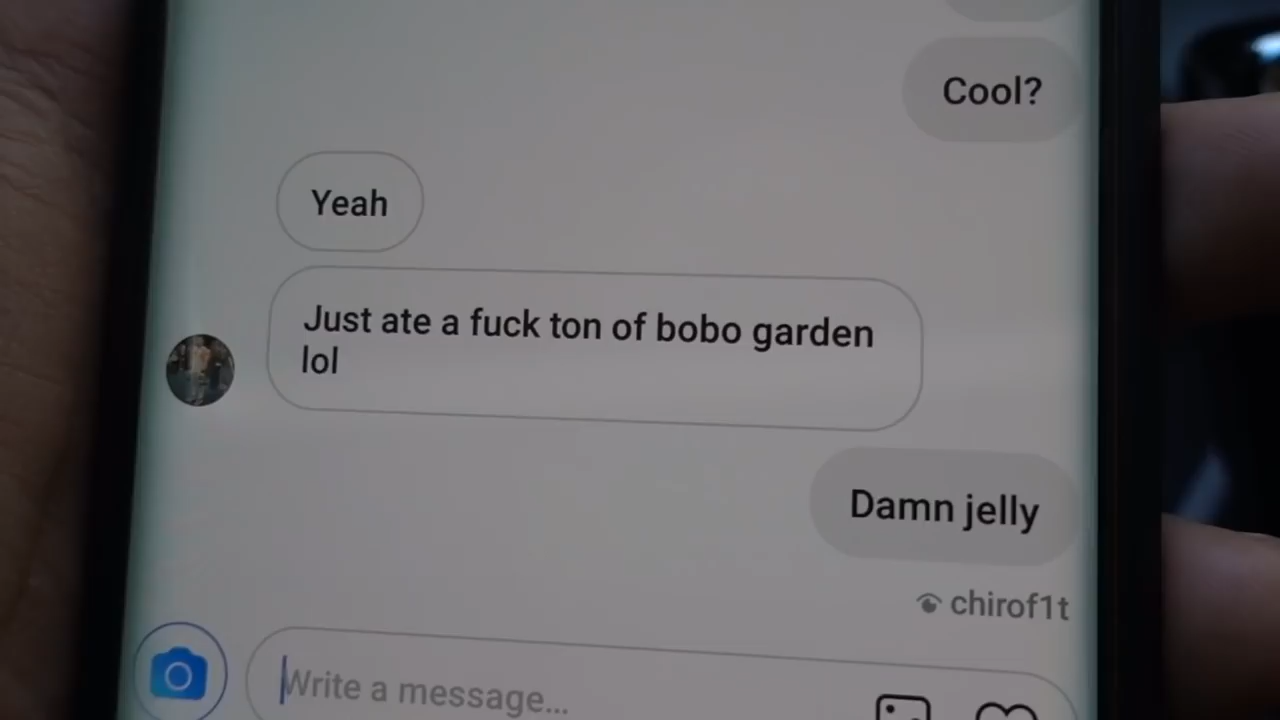 Cool?
Yeah
Just ate a fuck ton of bobo garden
lol
Damn jelly
chirof1t
Write a message...